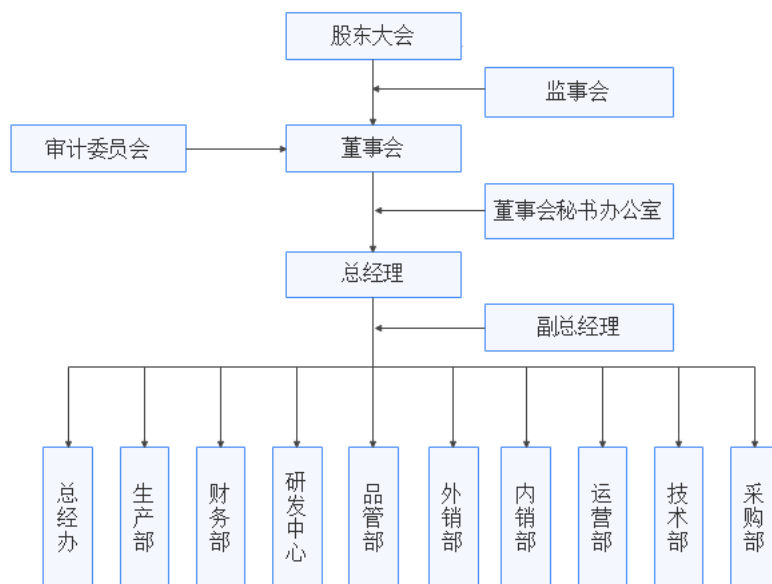 股东大会
监事会
审计委员会
董事会
董事会秘书办公室
总经理
副总经理
总经办
生产部
财务部
研发中心
品管部
外销部
内销部
运营部
技术部
采购部